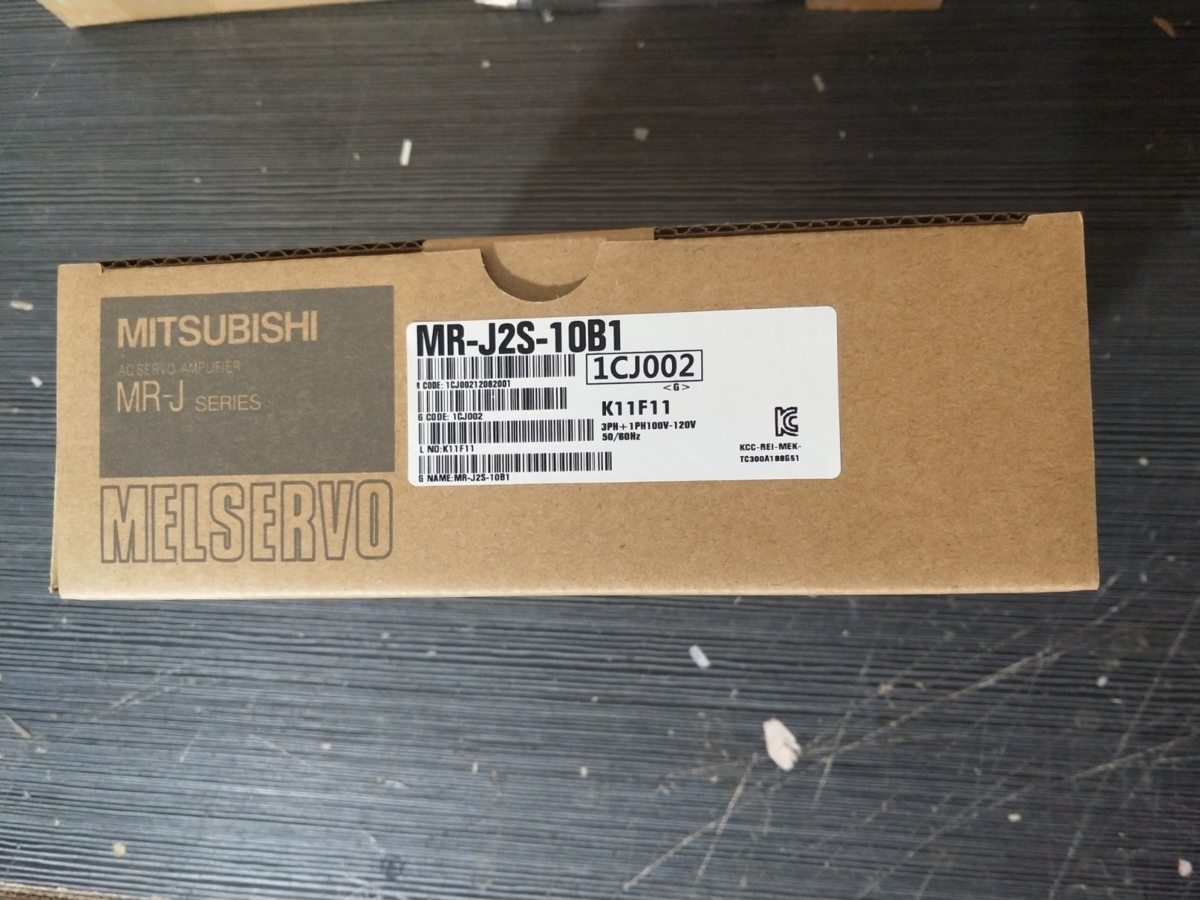 MITSUBISHI
AC SERVO AMPLIFIER
MR-J SERIES
MELSERVO
MR-J2S-10B1
1CJ002
CODE: 1CJ00212082001
<G>
K11F11
G CODE: 1CJ002
3PH+1PH100V-120V
50/60Hz
L NO:K11F11
G NAME:MR-J2S-10B1
KCC-REI-MEK-
TC300A188G51